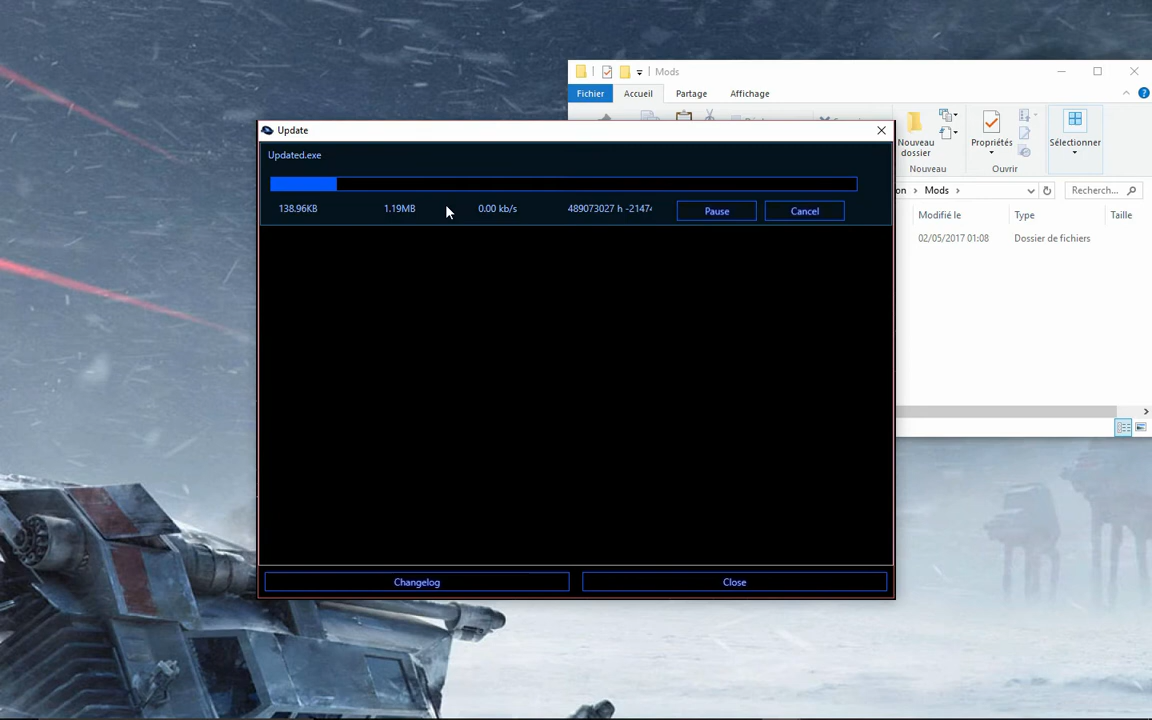 Mods
Fichier Accueil Partage Affichage
Update
Nouveau
dossier
Propriétés
Sélectionner
Nouveau
Ouvrir
Updated.exe
on > Mods >
Recherch...
138.96KB 1.19MB 0.00 kb/s 489073027 h -21474 Pause Cancel
Modifié le Type Taille
02/05/2017 01:08 Dossier de fichiers
Changelog Close